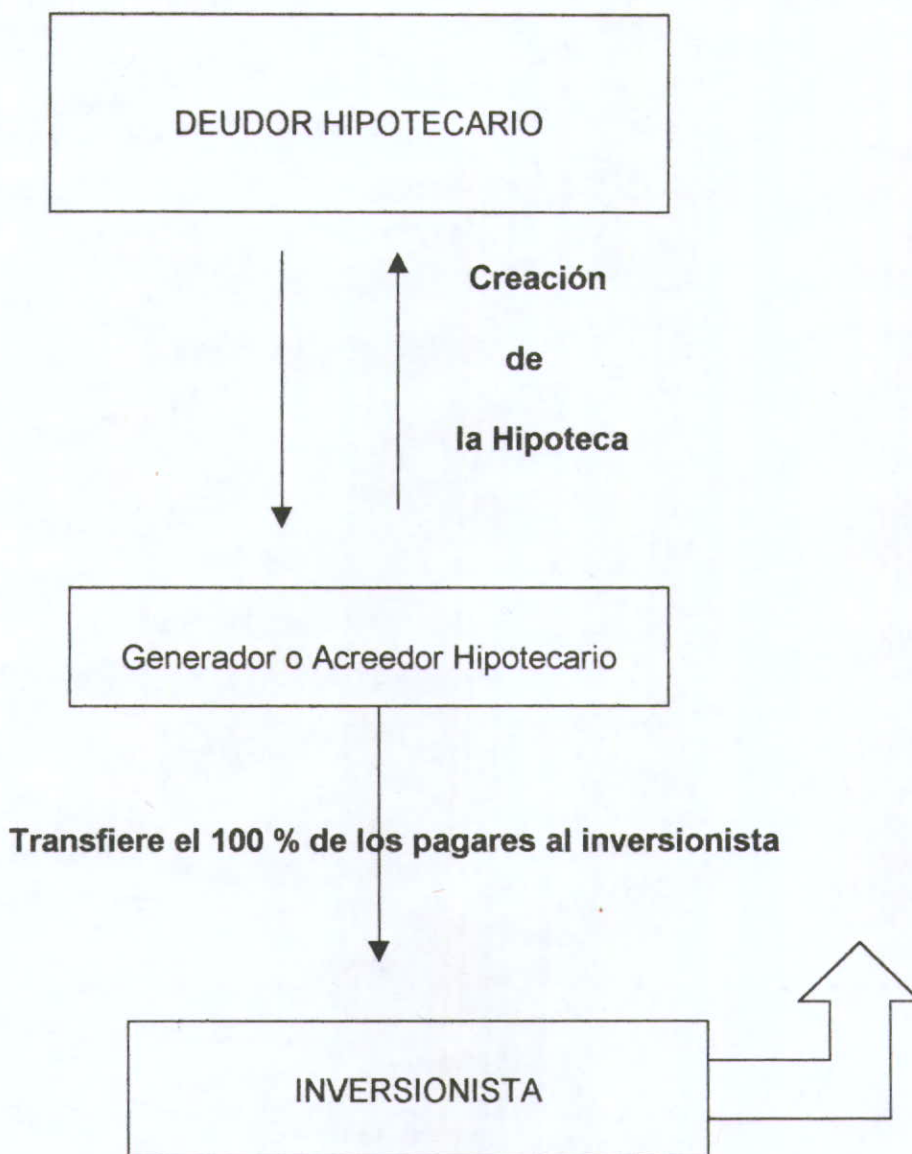 DEUDOR HIPOTECARIO
Creación
de
la Hipoteca
Generador o Acreedor Hipotecario
Transfiere el 100 % de los pagares al inversionista
INVERSIONISTA